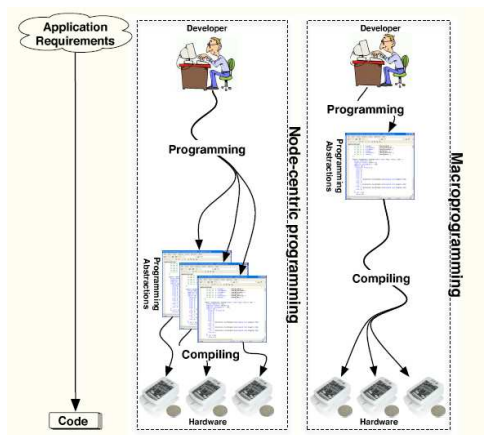 Application
Requirements
Code
Developer
Programming
Programming
Abstractions
Compiling
Hardware
Node-centric programming
Developer
Programming
Programming
Abstractions
Compiling
Hardware
Macroprogramming